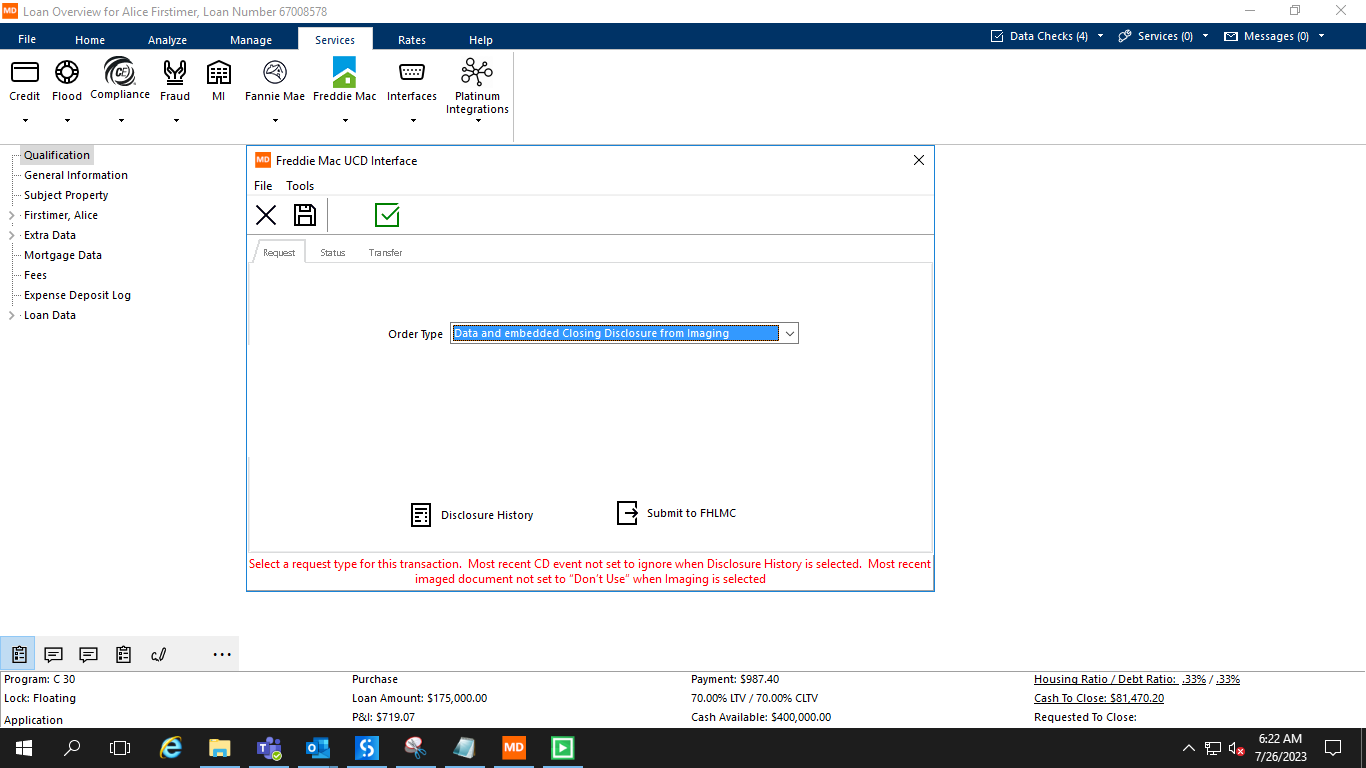 MD Loan Overview for Alice Firstimer, Loan Number 67008578
File Home Analyze Manage Services Rates Help Data Checks (4) Services (0) Messages (0)
Credit Flood Compliance Fraud MI Fannie Mae Freddie Mac Interfaces Platinum Integrations
Qualification
General Information
Subject Property
Firstimer, Alice
Extra Data
Mortgage Data
Fees
Expense Deposit Log
Loan Data
MD Freddie Mac UCD Interface
File Tools
Request Status Transfer
Order Type Data and embedded Closing Disclosure from Imaging
Disclosure History Submit to FHLMC
Select a request type for this transaction. Most recent CD event not set to ignore when Disclosure History is selected. Most recent
imaged document not set to "Don't Use" when Imaging is selected
Program: C 30 Purchase Payment: $987.40 Housing Ratio / Debt Ratio: .33% / .33%
Lock: Floating Loan Amount: $175,000.00 70.00% LTV / 70.00% CLTV Cash To Close: $81,470.20
Application P&I: $719.07 Cash Available: $400,000.00 Requested To Close:
MD
6:22 AM
7/26/2023